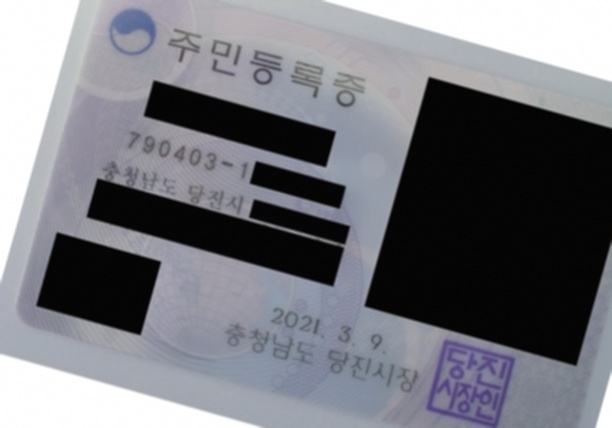 주민등록증
790403-1
충청남도 당진시
2021. 3. 9.
충청남도 당진시장
당진
시장인